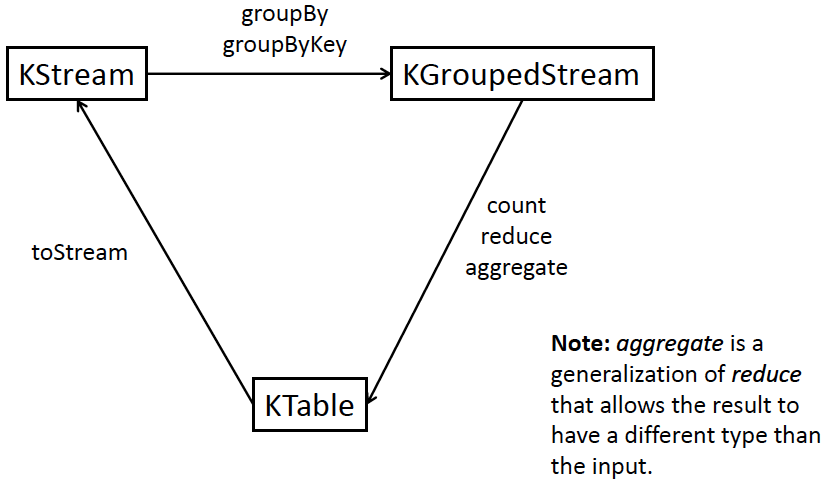 groupBy
groupByKey
KStream
KGroupedStream
count
reduce
aggregate
toStream
KTable
Note: aggregate is a
generalization of reduce
that allows the result to
have a different type than
the input.